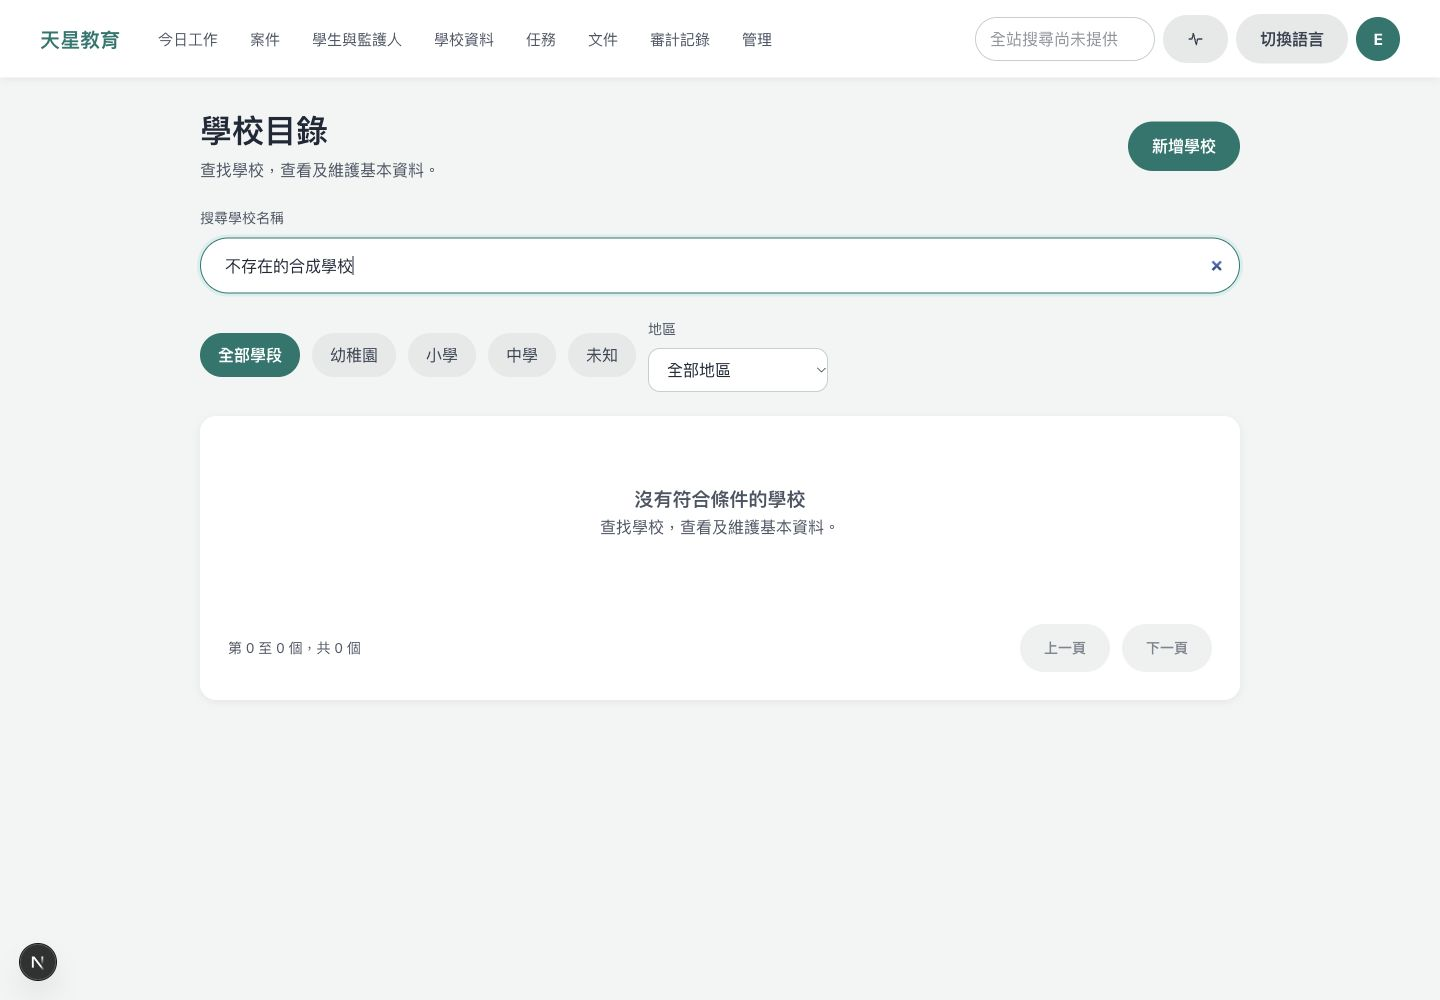 天星教育
今日工作
案件
學生與監護人
學校資料
任務
文件
審計記錄
管理
全站搜尋尚未提供
切換語言
E
學校目錄
查找學校，查看及維護基本資料。
新增學校
搜尋學校名稱
不存在的合成學校
全部學段
幼稚園
小學
中學
未知
地區
全部地區
沒有符合條件的學校
查找學校，查看及維護基本資料。
第 0 至 0 個，共 0 個
上一頁
下一頁
N